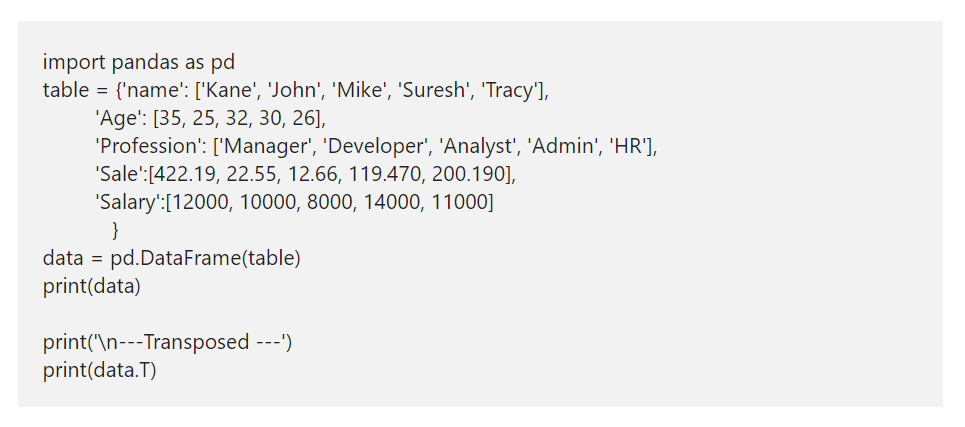 import pandas as pd
table = {'name': ['Kane', 'John', 'Mike', 'Suresh', 'Tracy'],
'Age': [35, 25, 32, 30, 26],
'Profession': ['Manager', 'Developer', 'Analyst', 'Admin', 'HR'],
'Sale':[422.19, 22.55, 12.66, 119.470, 200.190],
'Salary':[12000, 10000, 8000, 14000, 11000]
}
data = pd.DataFrame(table)
print(data)
print('\n---Transposed ---')
print(data.T)